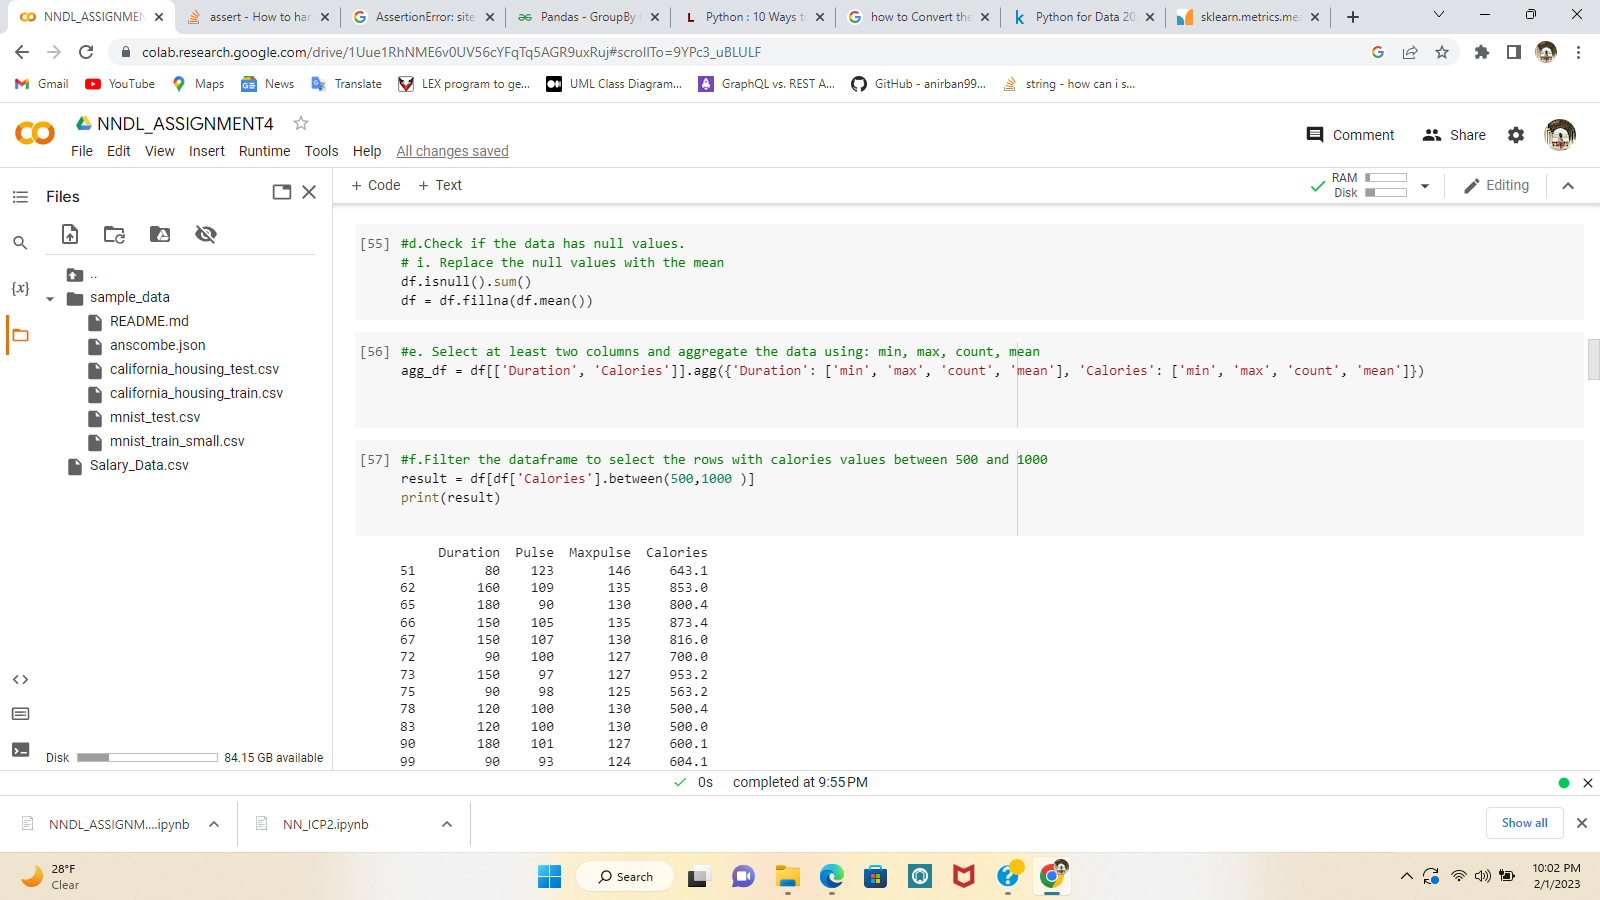 NNDL_ASSIGNMEN
assert - How to han
AssertionError: site
Pandas - GroupBy
Python : 10 Ways t
how to Convert the
Python for Data 20
sklearn.metrics.mea
colab.research.google.com/drive/1Uue1RhNME6v0UV56cYFqTq5AGR9uxRuj#scrollTo=9YPc3_uBLULF
Gmail
YouTube
Maps
News
Translate
LEX program to ge...
UML Class Diagram...
GraphQL vs. REST A...
GitHub - anirban99...
string - how can i s...
NNDL_ASSIGNMENT4
Comment
Share
File Edit View Insert Runtime Tools Help All changes saved
Files
+ Code + Text
RAM
Disk
Editing
..
sample_data
README.md
anscombe.json
california_housing_test.csv
california_housing_train.csv
mnist_test.csv
mnist_train_small.csv
Salary_Data.csv
{x}
Disk 84.15 GB available
[55] #d.Check if the data has null values.
# i. Replace the null values with the mean
df.isnull().sum()
df = df.fillna(df.mean())
[56] #e. Select at least two columns and aggregate the data using: min, max, count, mean
agg_df = df[['Duration', 'Calories']].agg({'Duration': ['min', 'max', 'count', 'mean'], 'Calories': ['min', 'max', 'count', 'mean']})
[57] #f.Filter the dataframe to select the rows with calories values between 500 and 1000
result = df[df['Calories'].between(500,1000 )]
print(result)
Duration Pulse Maxpulse Calories
51 80 123 146 643.1
62 160 109 135 853.0
65 180 90 130 800.4
66 150 105 135 873.4
67 150 107 130 816.0
72 90 100 127 700.0
73 150 97 127 953.2
75 90 98 125 563.2
78 120 100 130 500.4
83 120 100 130 500.0
90 180 101 127 600.1
99 90 93 124 604.1
0s completed at 9:55 PM
NNDL_ASSIGNM....ipynb
NN_ICP2.ipynb
Show all
28°F
Clear
Search
10:02 PM
2/1/2023